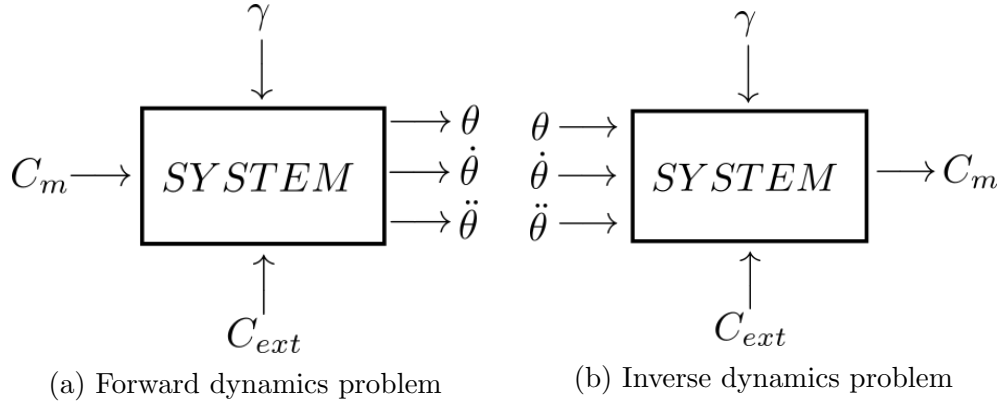 γ
C_m
SYSTEM
θ
θ̇
θ̈
C_ext
(a) Forward dynamics problem
γ
θ
θ̇
θ̈
SYSTEM
C_m
C_ext
(b) Inverse dynamics problem